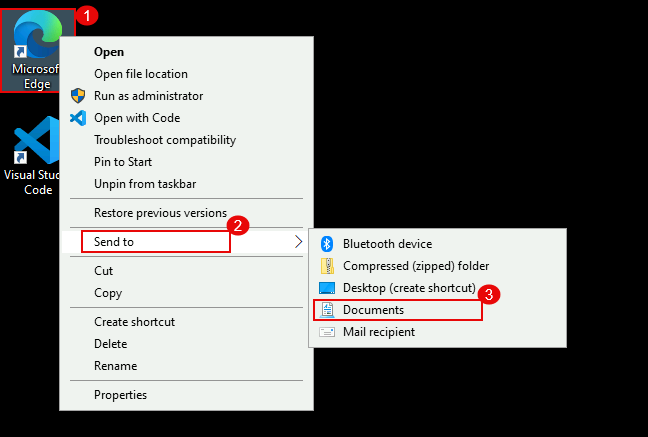 1
Microsoft
Edge
Visual Stud
Code
Open
Open file location
Run as administrator
Open with Code
Troubleshoot compatibility
Pin to Start
Unpin from taskbar
Restore previous versions
2
Send to
Cut
Copy
Create shortcut
Delete
Rename
Properties
Bluetooth device
Compressed (zipped) folder
Desktop (create shortcut)
3
Documents
Mail recipient